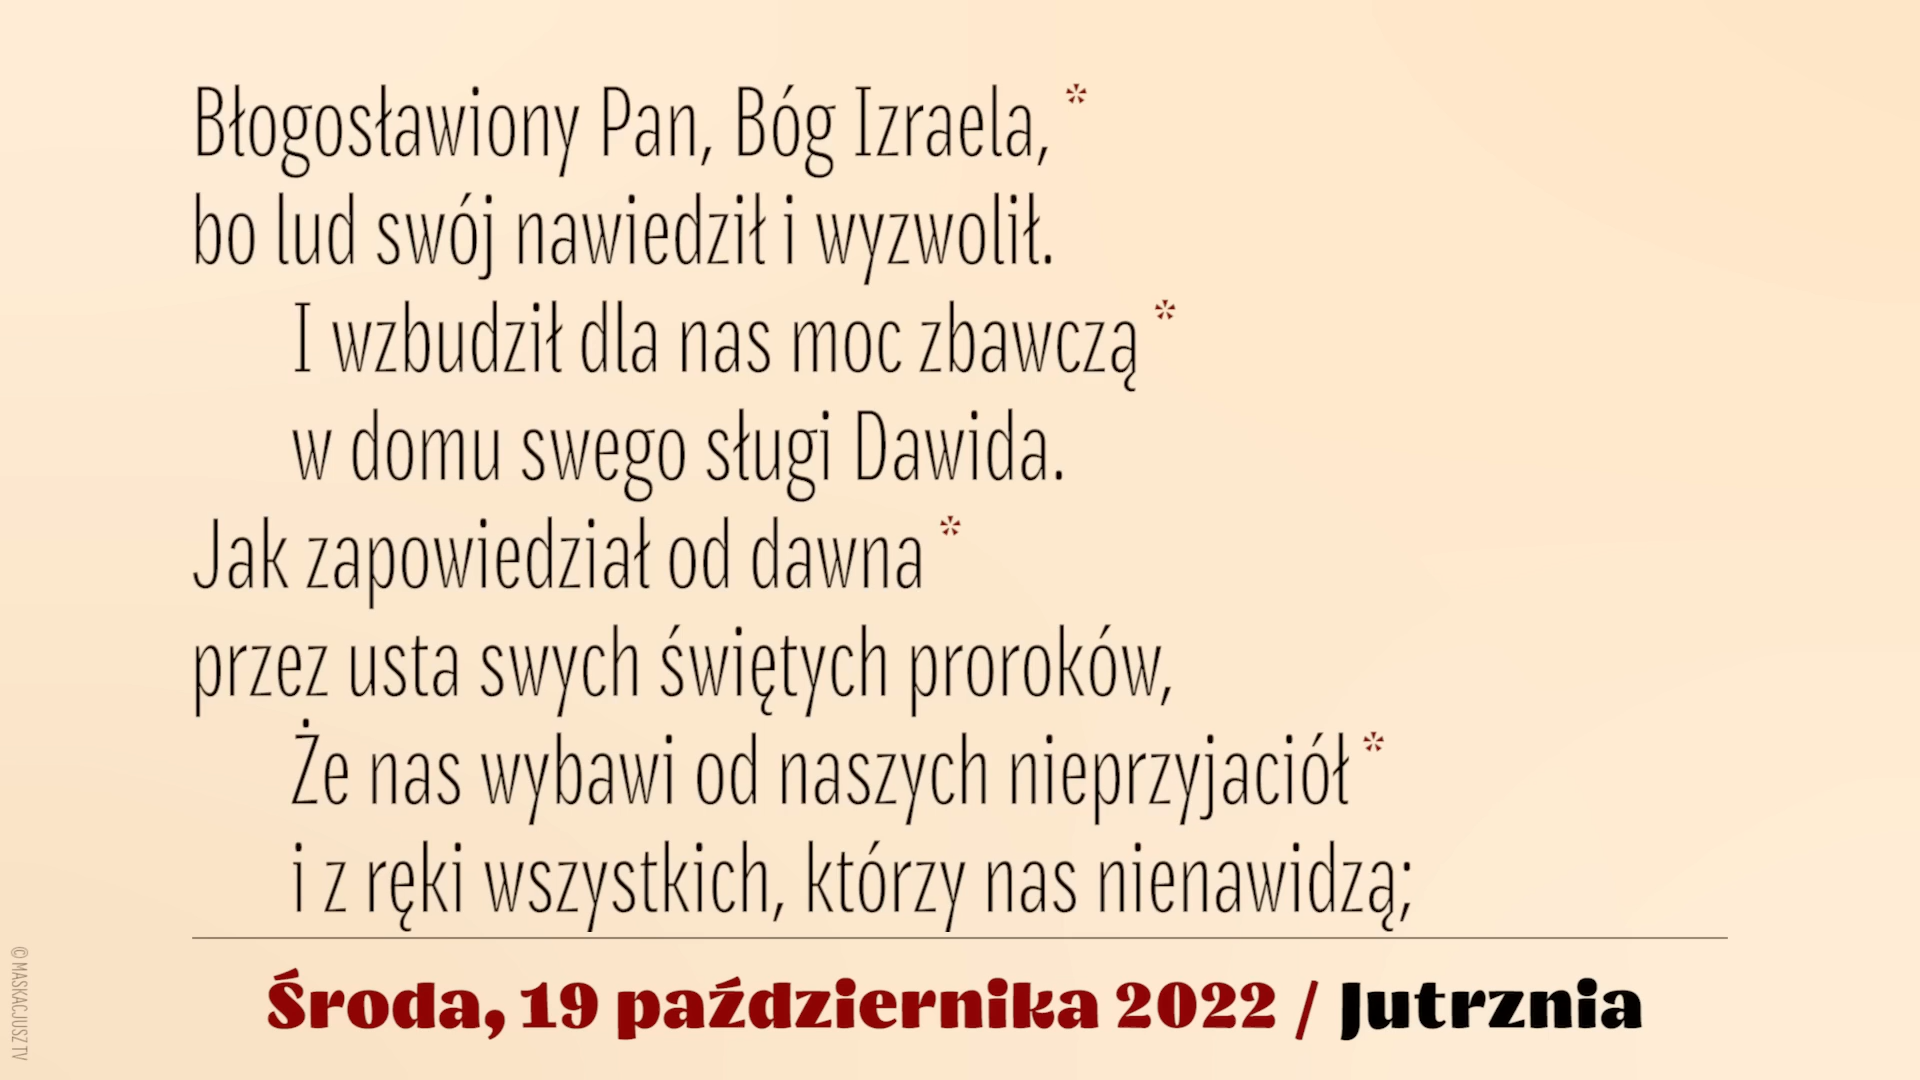 Błogosławiony Pan, Bóg Izraela, *
bo lud swój nawiedził i wyzwolił.
I wzbudził dla nas moc zbawczą *
w domu swego sługi Dawida.
Jak zapowiedział od dawna *
przez usta swych świętych proroków,
Że nas wybawi od naszych nieprzyjaciół *
i z ręki wszystkich, którzy nas nienawidzą;
Środa, 19 października 2022 / Jutrznia
© MASKACJUSZ TV